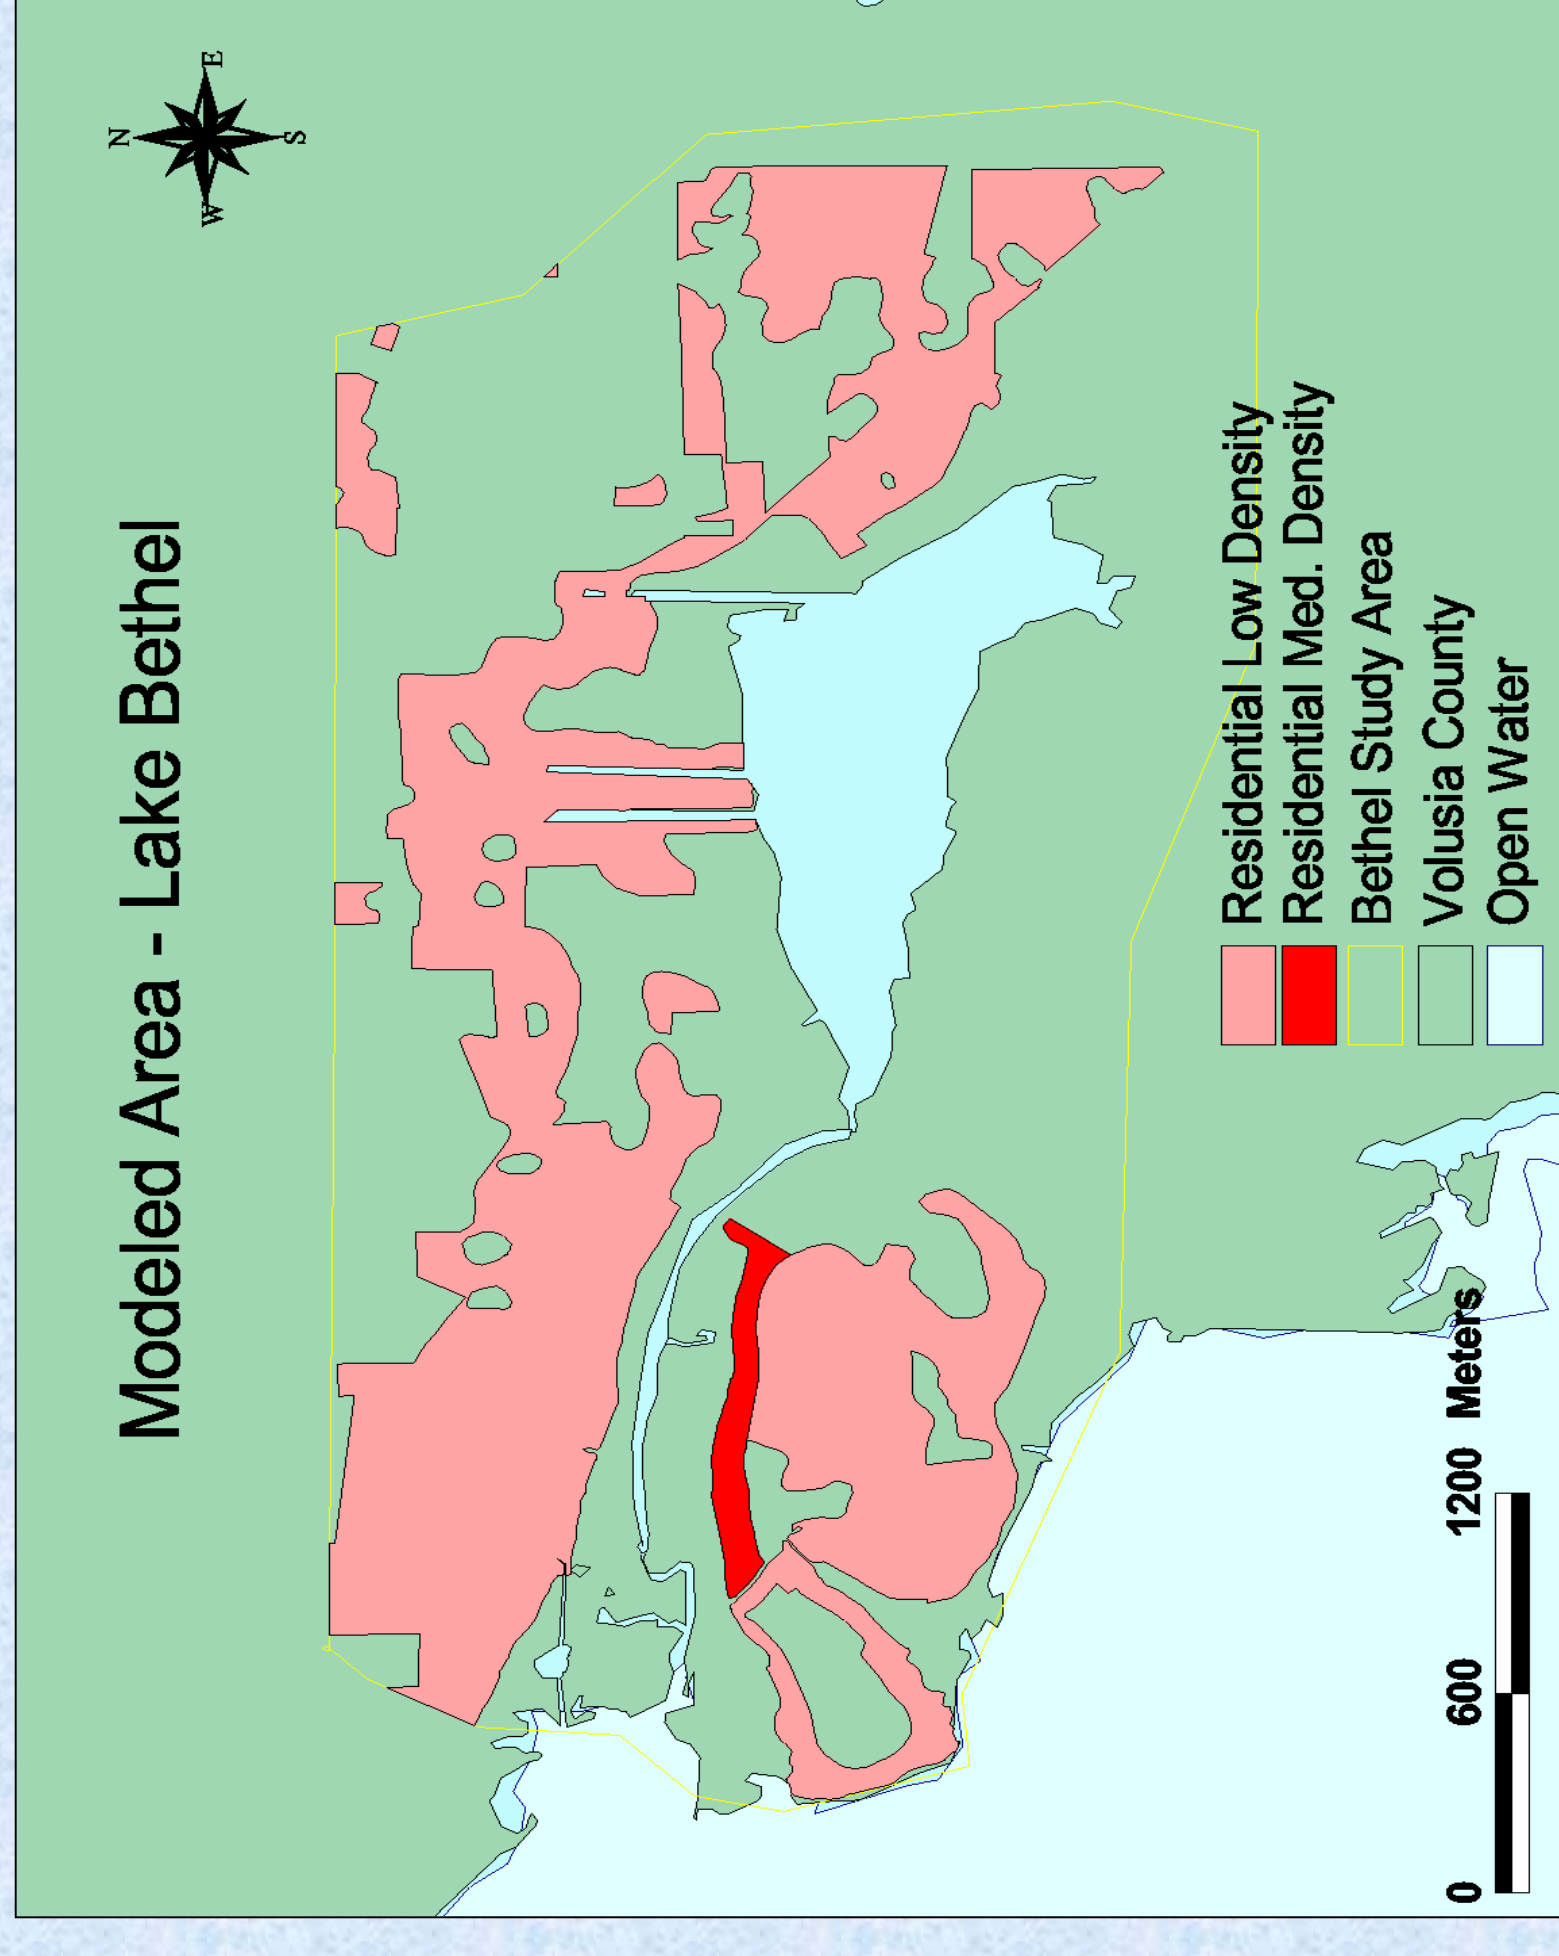 Modeled Area - Lake Bethel
N
W
E
S
Residential Low Density
Residential Med. Density
Bethel Study Area
Volusia County
Open Water
0 600 1200 Meters